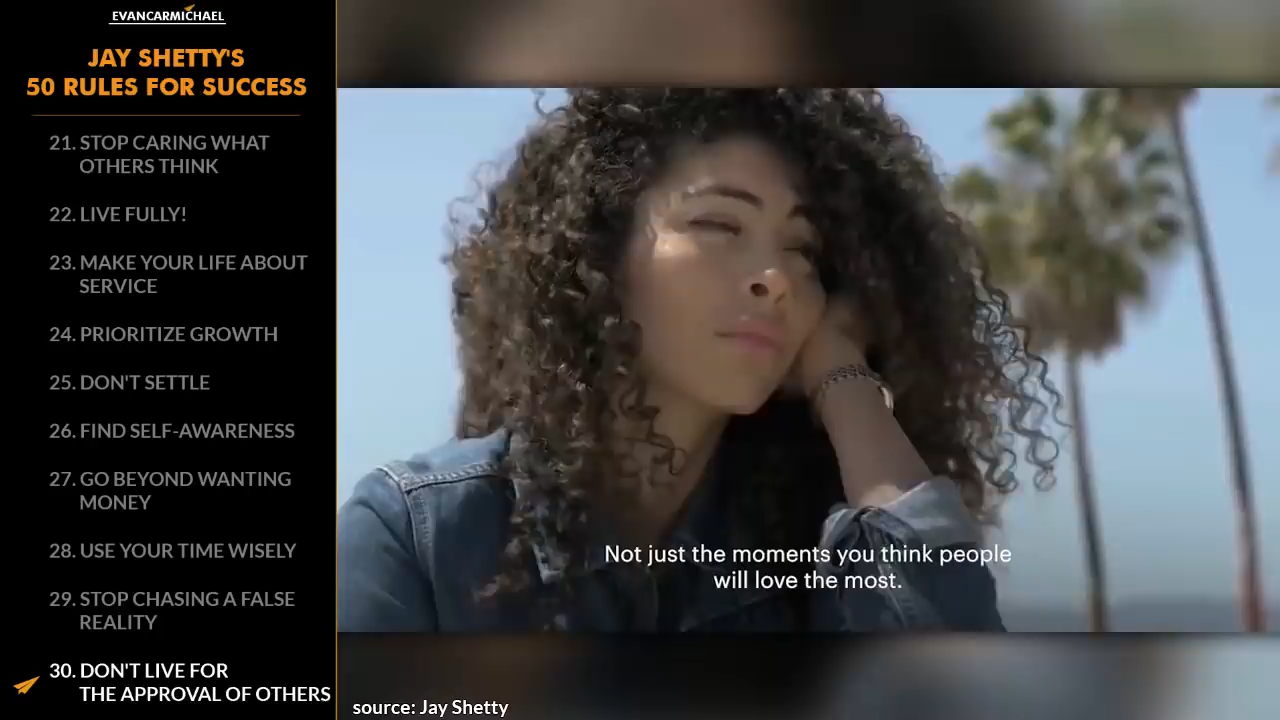 EVANCARMICHAEL
JAY SHETTY'S
50 RULES FOR SUCCESS
21. STOP CARING WHAT
OTHERS THINK
22. LIVE FULLY!
23. MAKE YOUR LIFE ABOUT
SERVICE
24. PRIORITIZE GROWTH
25. DON'T SETTLE
26. FIND SELF-AWARENESS
27. GO BEYOND WANTING
MONEY
28. USE YOUR TIME WISELY
29. STOP CHASING A FALSE
REALITY
30. DON'T LIVE FOR
THE APPROVAL OF OTHERS
Not just the moments you think people
will love the most.
source: Jay Shetty